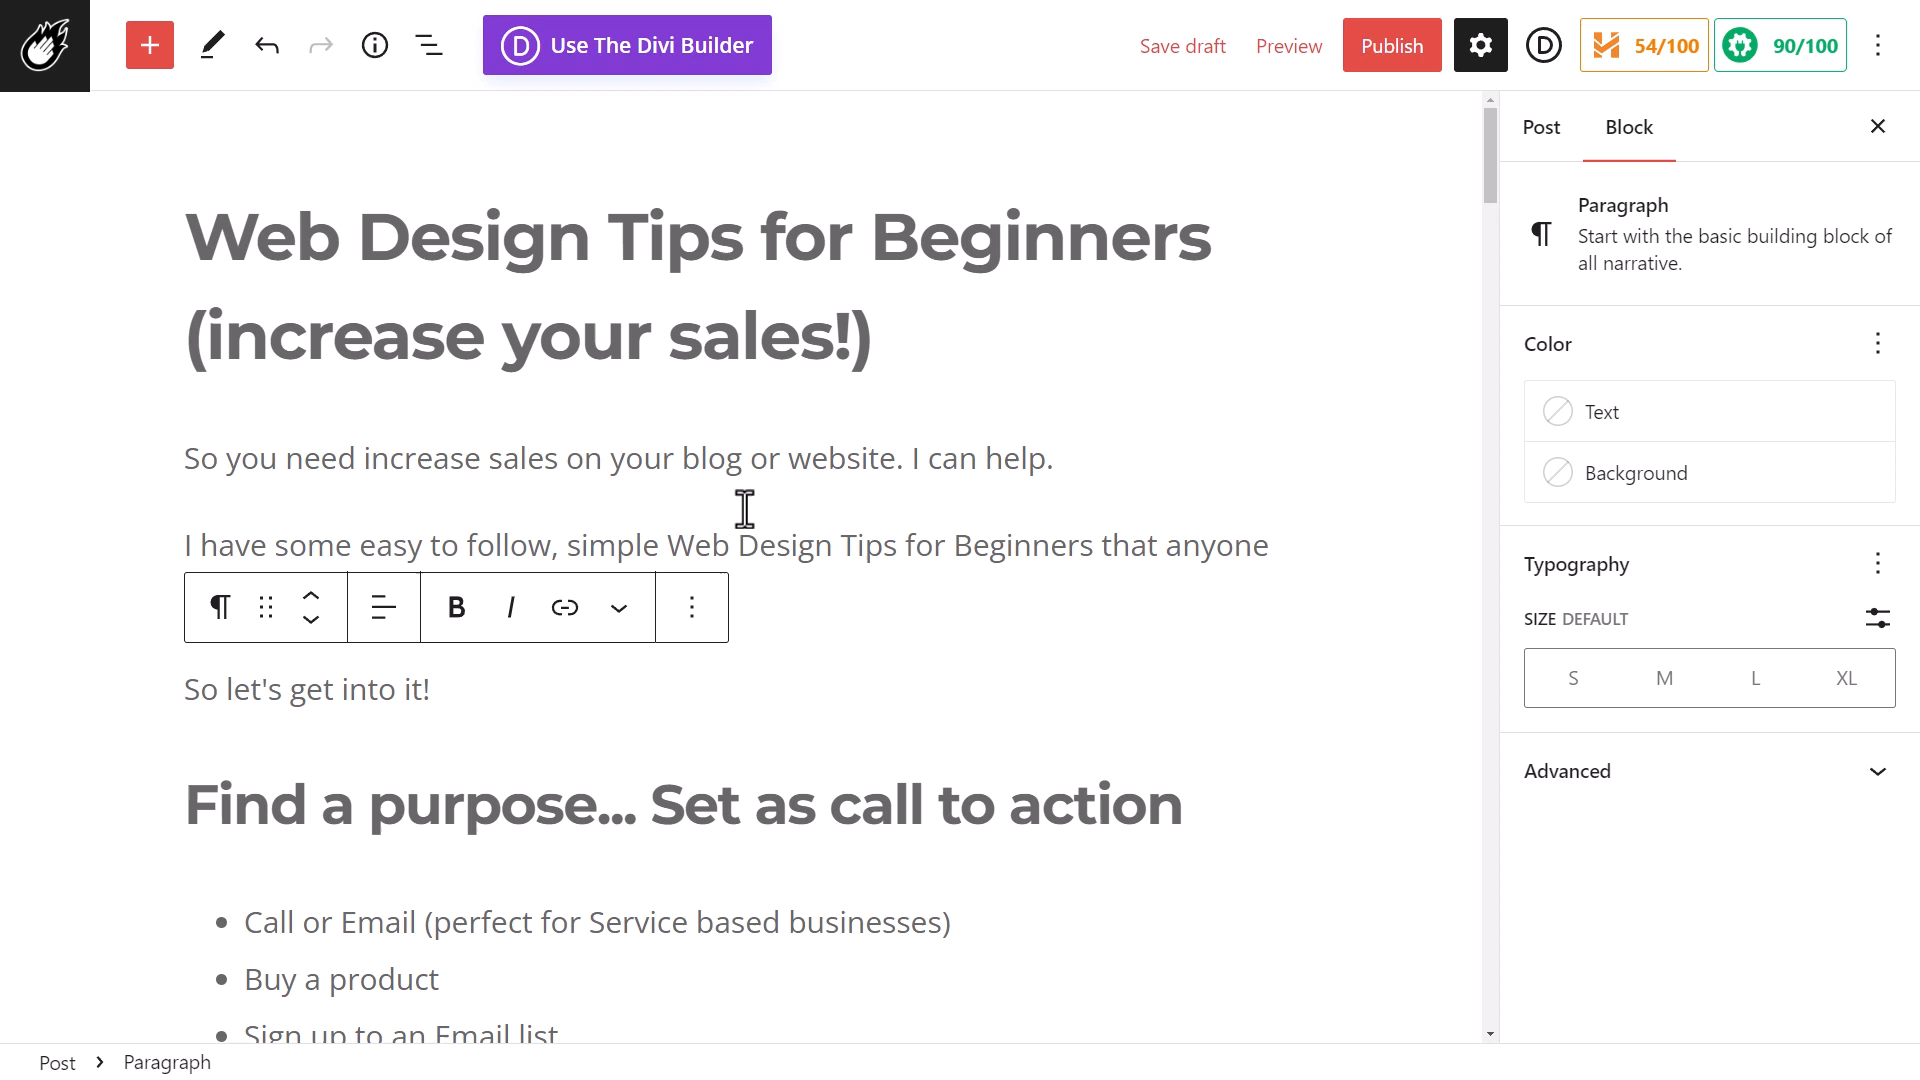 Use The Divi Builder
Save draft
Preview
Publish
54/100
90/100
Post
Block
Web Design Tips for Beginners
(increase your sales!)
So you need increase sales on your blog or website. I can help.
I have some easy to follow, simple Web Design Tips for Beginners that anyone
B I
So let's get into it!
Find a purpose... Set as call to action
• Call or Email (perfect for Service based businesses)
• Buy a product
• Sign up to an Email list
Paragraph
Start with the basic building block of
all narrative.
Color
Text
Background
Typography
SIZE DEFAULT
S M L XL
Advanced
Post > Paragraph